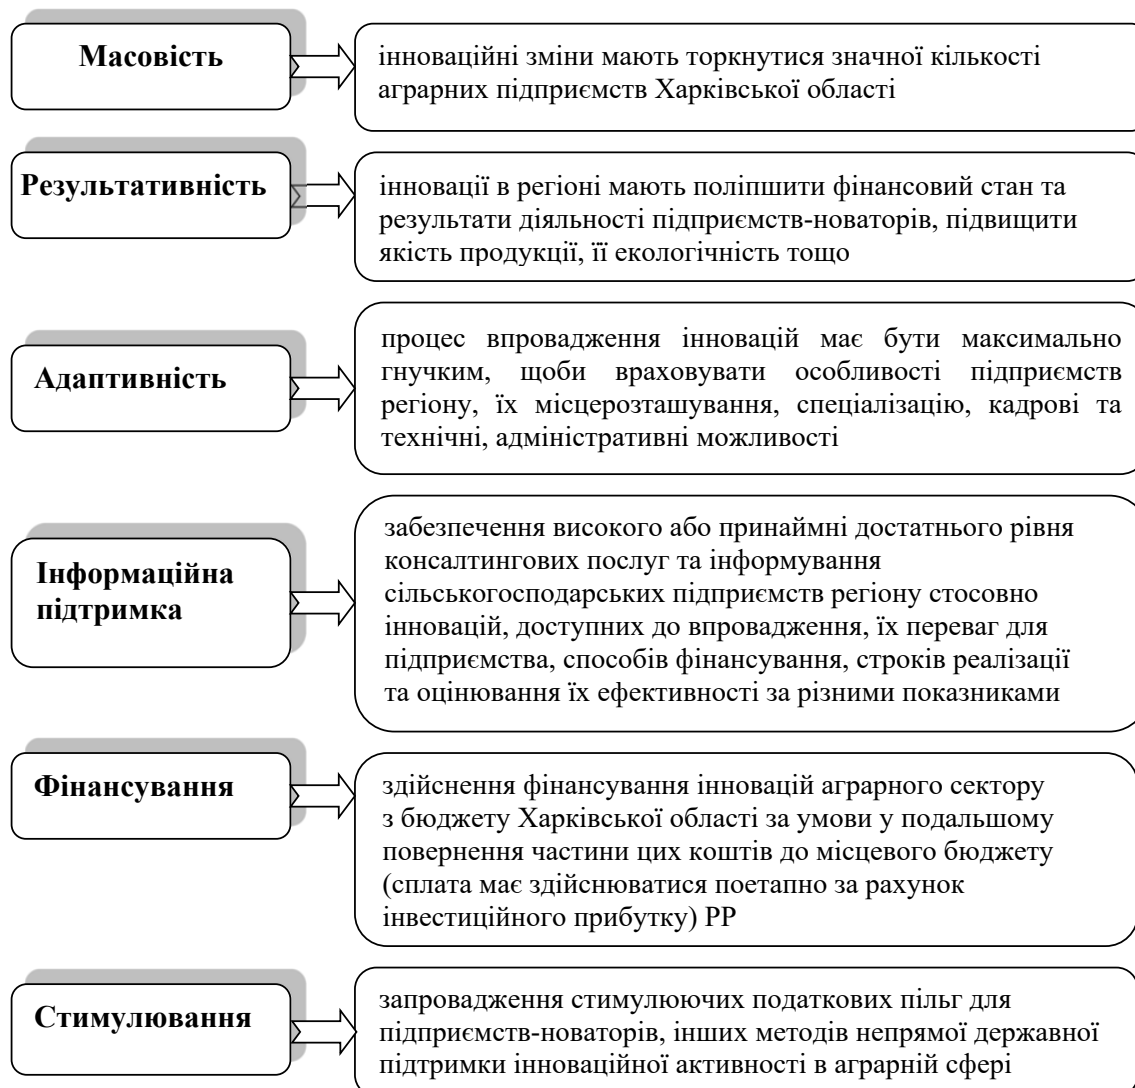 Масовість
інноваційні зміни мають торкнутися значної кількості
аграрних підприємств Харківської області
Результативність
інновації в регіоні мають поліпшити фінансовий стан та
результати діяльності підприємств-новаторів, підвищити
якість продукції, її екологічність тощо
Адаптивність
процес впровадження інновацій має бути максимально
гнучким, щоби враховувати особливості підприємств
регіону, їх місцерозташування, спеціалізацію, кадрові та
технічні, адміністративні можливості
Інформаційна
підтримка
забезпечення високого або принаймні достатнього рівня
консалтингових послуг та інформування
сільськогосподарських підприємств регіону стосовно
інновацій, доступних до впровадження, їх переваг для
підприємства, способів фінансування, строків реалізації
та оцінювання їх ефективності за різними показниками
Фінансування
здійснення фінансування інновацій аграрного сектору
з бюджету Харківської області за умови у подальшому
повернення частини цих коштів до місцевого бюджету
(сплата має здійснюватися поетапно за рахунок
інвестиційного прибутку) РР
Стимулювання
запровадження стимулюючих податкових пільг для
підприємств-новаторів, інших методів непрямої державної
підтримки інноваційної активності в аграрній сфері